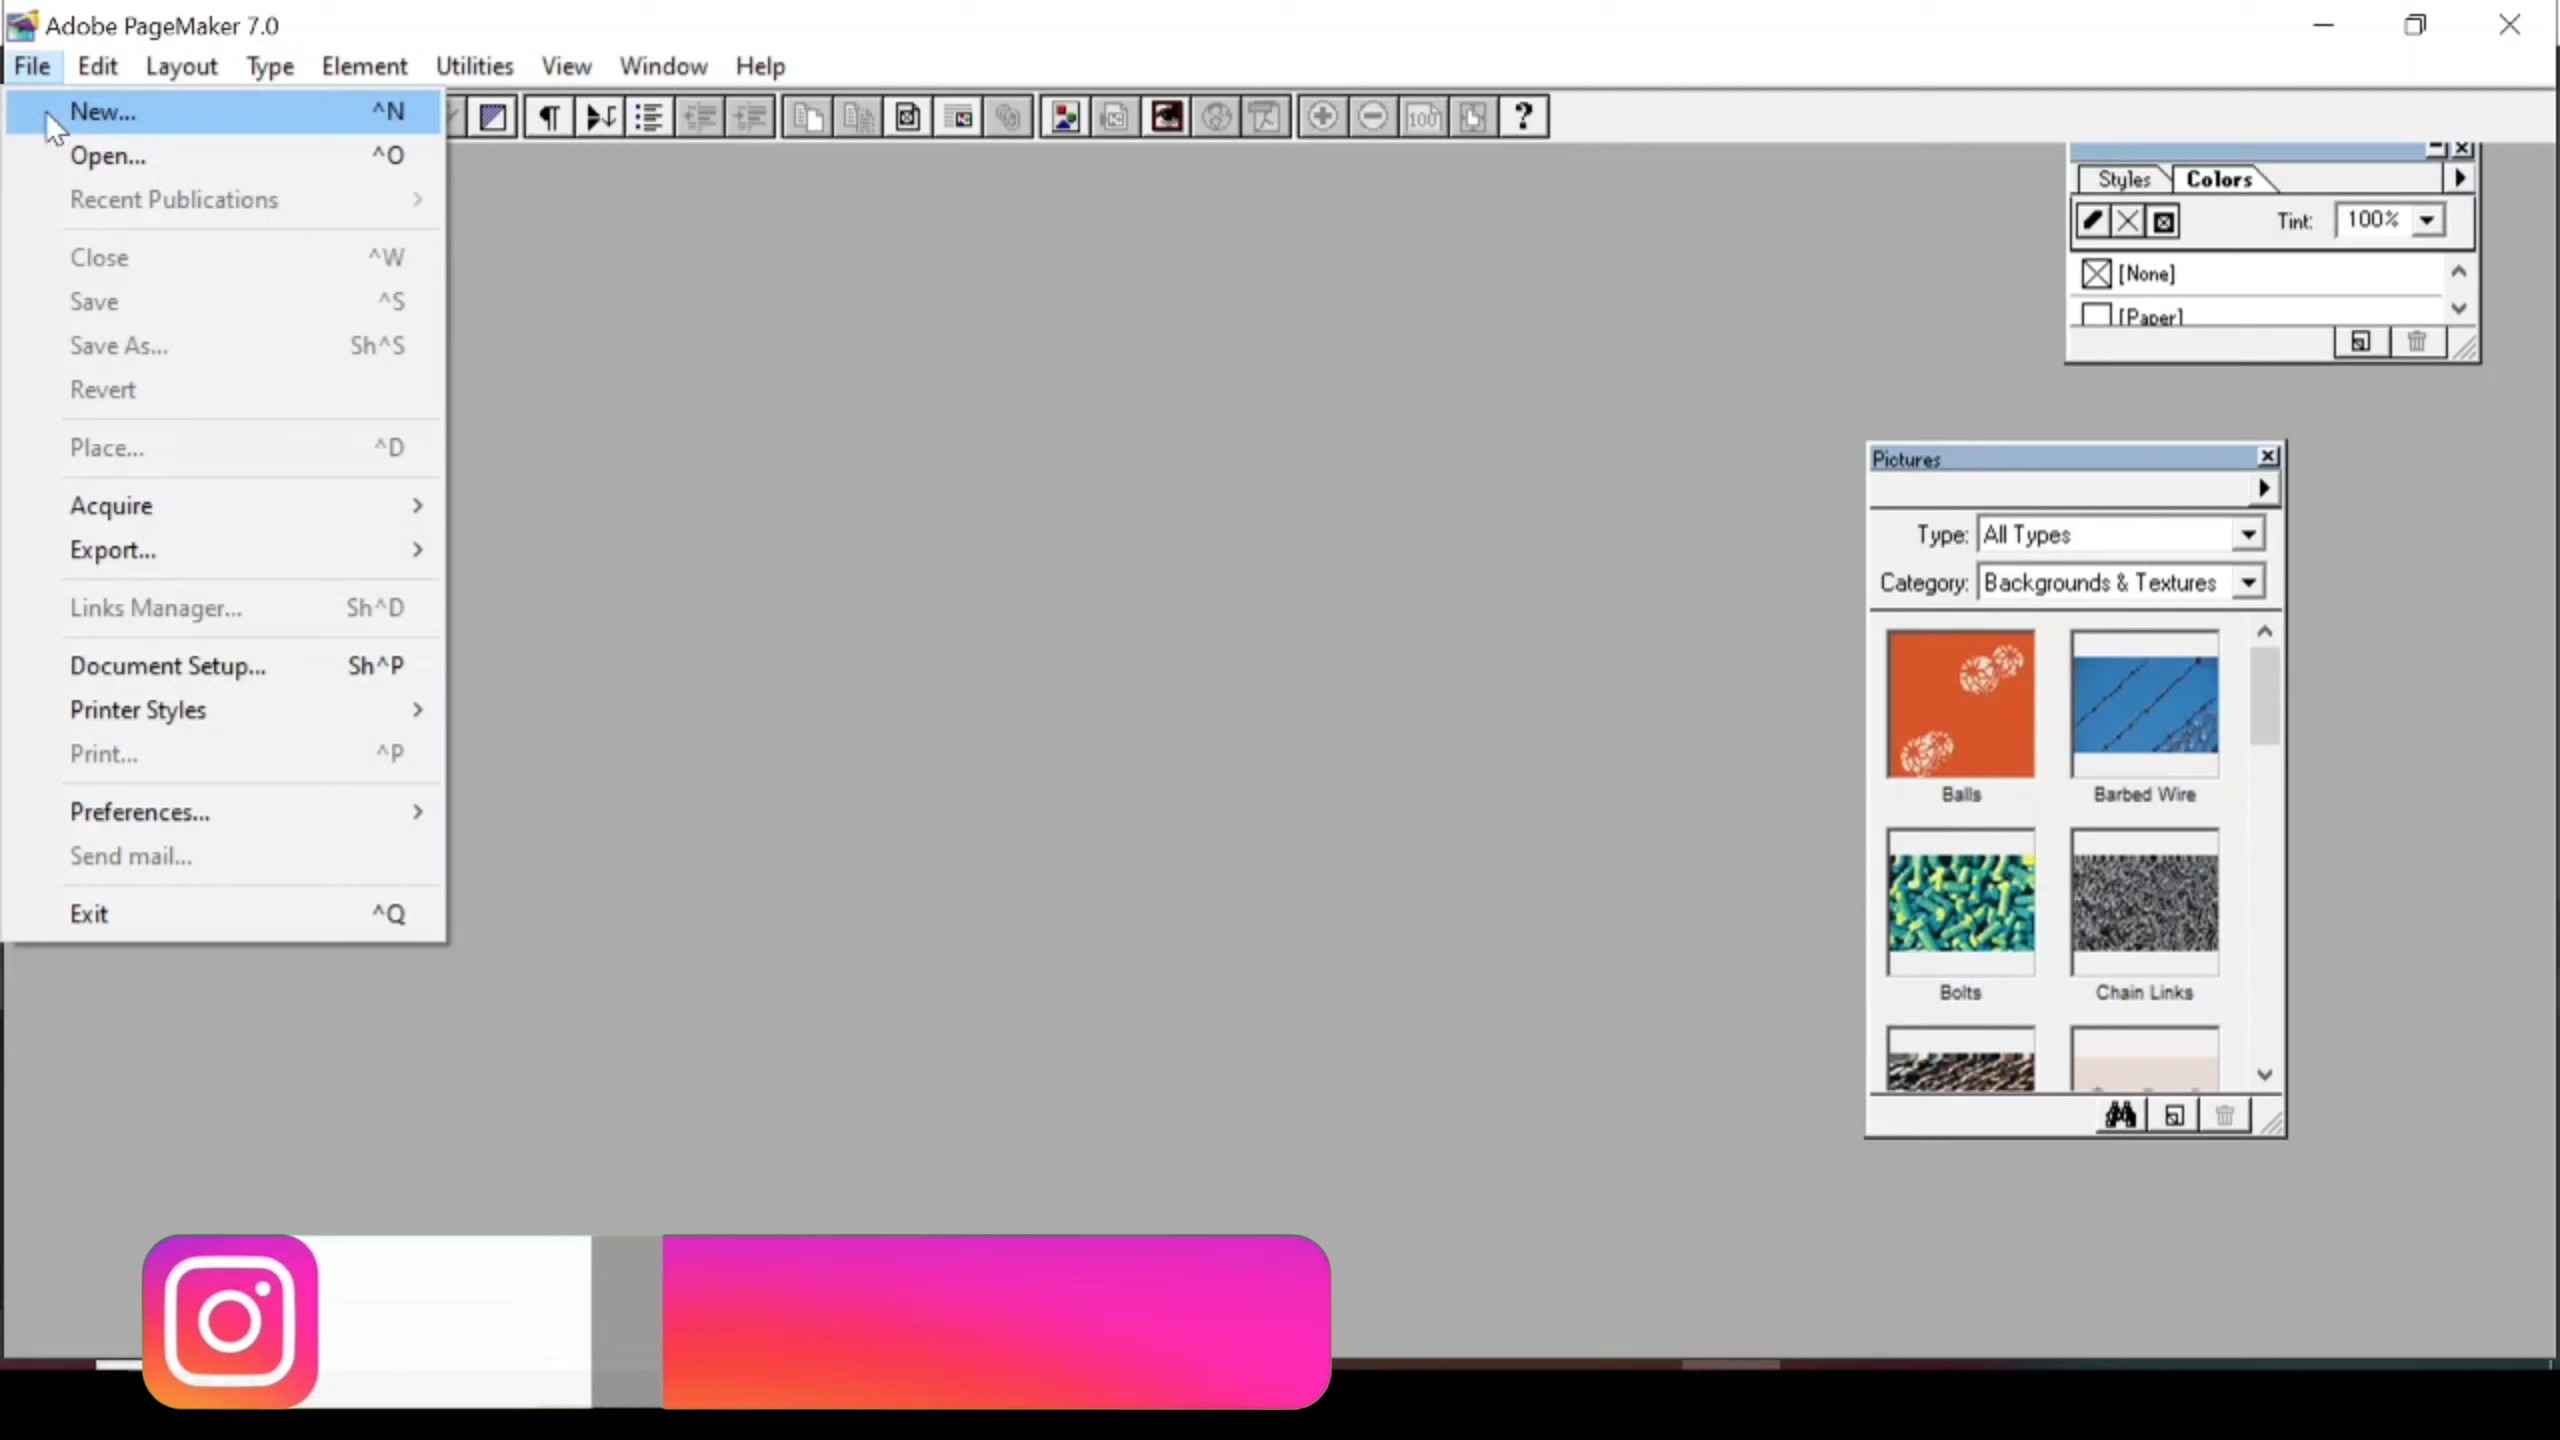 Adobe PageMaker 7.0
File Edit Layout Type Element Utilities View Window Help
New... ^N
Open... ^O
Recent Publications
Close ^W
Save ^S
Save As... Sh^S
Revert
Place... ^D
Acquire
Export...
Links Manager... Sh^D
Document Setup... Sh^P
Printer Styles
Print... ^P
Preferences...
Send mail...
Exit ^Q
100
?
Styles Colors
Tint: 100%
[None]
[Paper]
Pictures
Type: All Types
Category: Backgrounds & Textures
Balls Barbed Wire
Bolts Chain Links